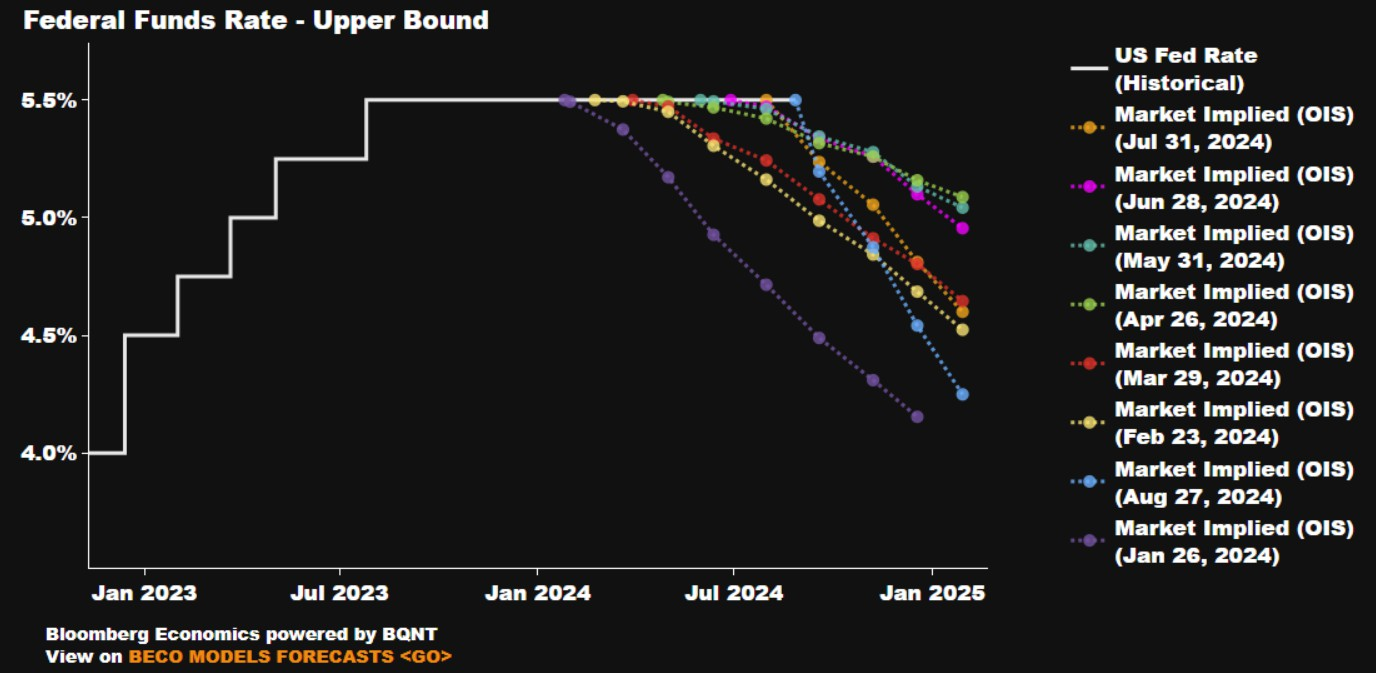 Federal Funds Rate - Upper Bound
5.5%
5.0%
4.5%
4.0%
Jan 2023
Jul 2023
Jan 2024
Jul 2024
Jan 2025
US Fed Rate
(Historical)
Market Implied (OIS)
(Jul 31, 2024)
Market Implied (OIS)
(Jun 28, 2024)
Market Implied (OIS)
(May 31, 2024)
Market Implied (OIS)
(Apr 26, 2024)
Market Implied (OIS)
(Mar 29, 2024)
Market Implied (OIS)
(Feb 23, 2024)
Market Implied (OIS)
(Aug 27, 2024)
Market Implied (OIS)
(Jan 26, 2024)
Bloomberg Economics powered by BQNT
View on BECO MODELS FORECASTS <GO>